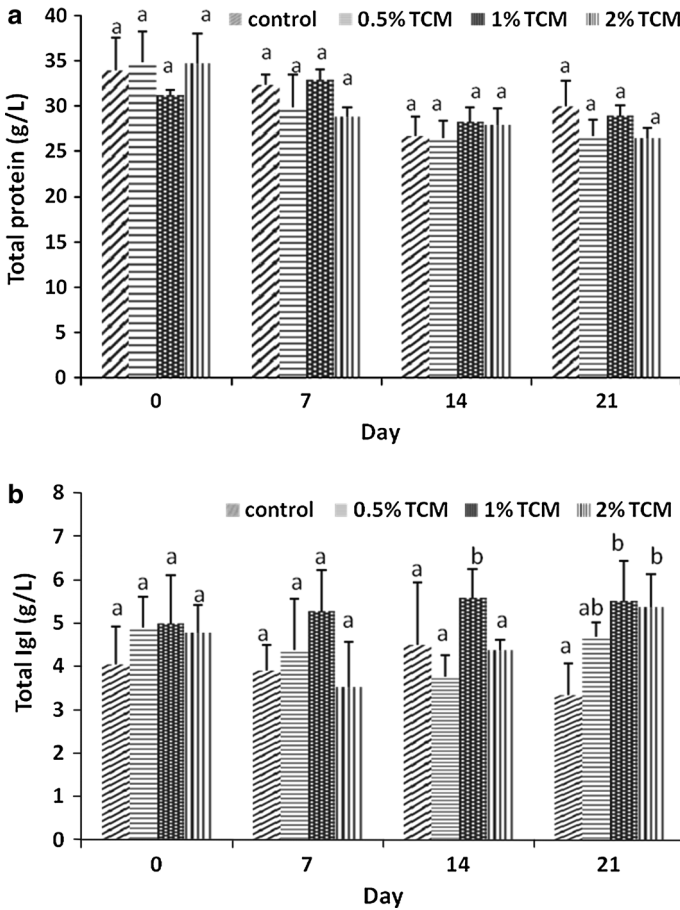 a
control 0.5% TCM 1% TCM 2% TCM
Total protein (g/L)
40
35
30
25
20
15
10
5
0
a a a a
a a a a
a a a a
a a a a
0 7 14 21
Day
b
control 0.5% TCM 1% TCM 2% TCM
Total IgI (g/L)
8
7
6
5
4
3
2
1
0
a a a a
a a a a
a a b a
a ab b b
0 7 14 21
Day